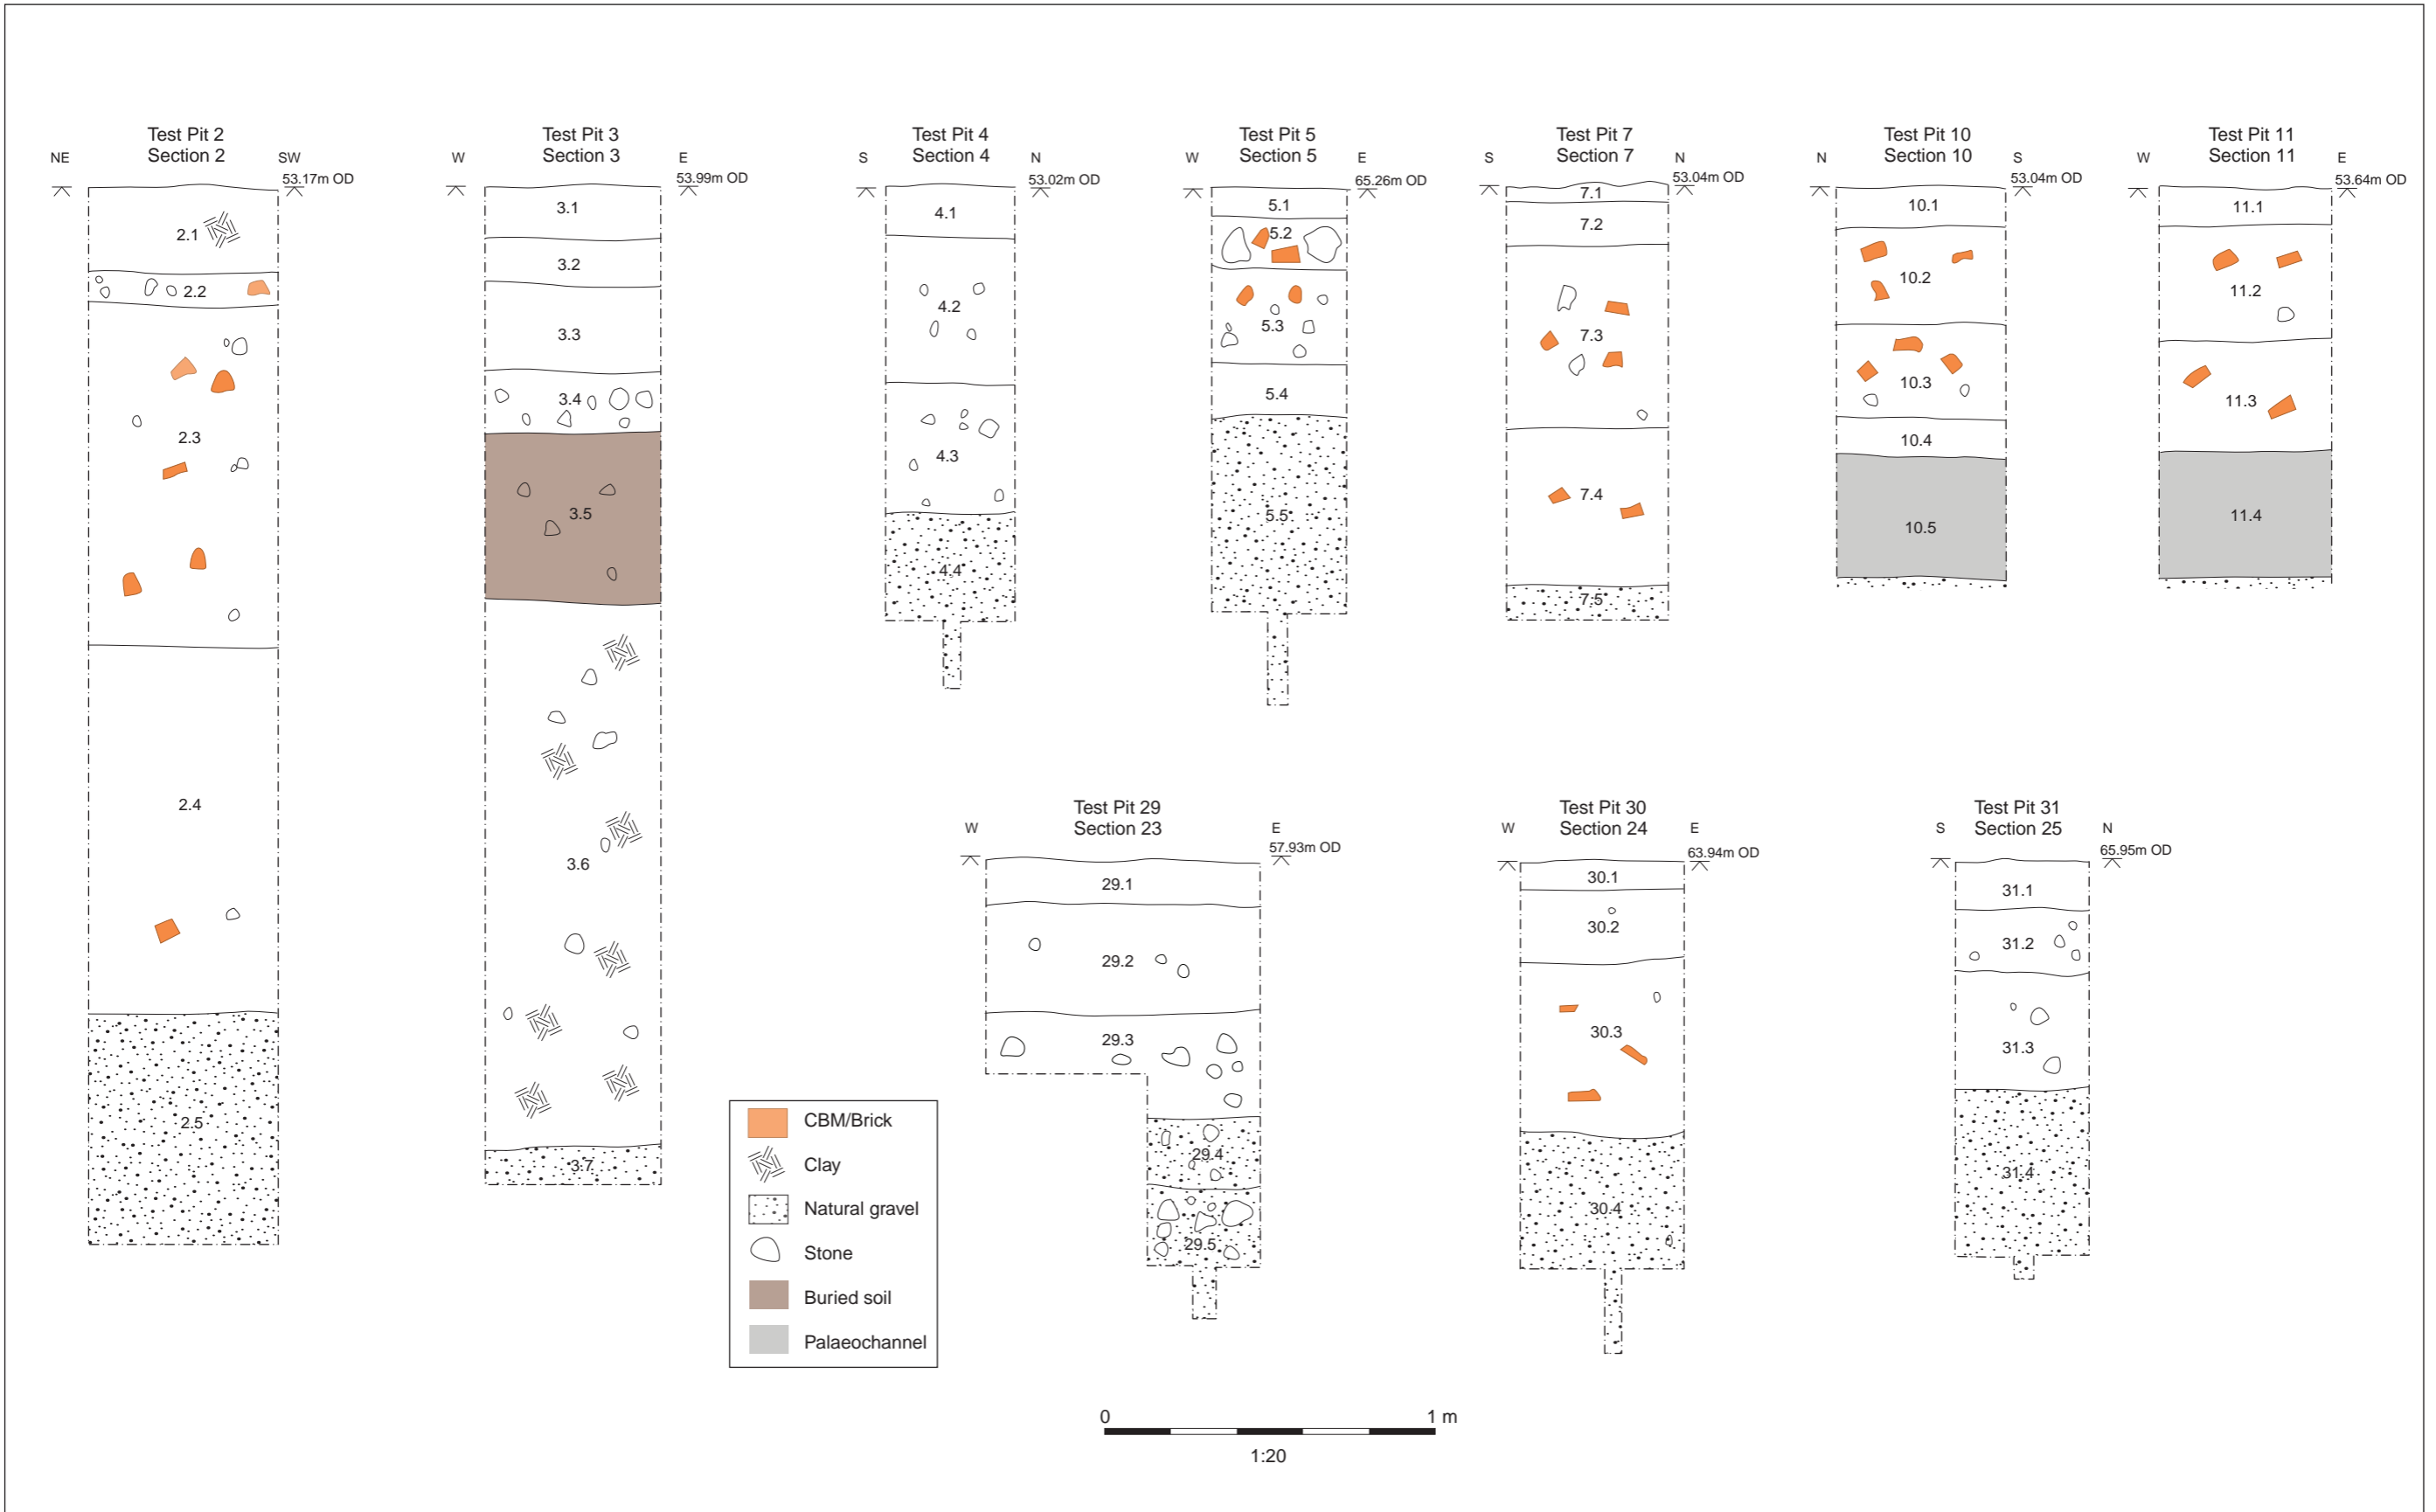 Test Pit 2
Section 2
NE
SW
53.17m OD
2.1
2.2
2.3
2.4
2.5
Test Pit 3
Section 3
W
E
53.99m OD
3.1
3.2
3.3
3.4
3.5
3.6
3.7
Test Pit 4
Section 4
S
N
53.02m OD
4.1
4.2
4.3
4.4
Test Pit 5
Section 5
W
E
65.26m OD
5.1
5.2
5.3
5.4
5.5
Test Pit 7
Section 7
S
N
53.04m OD
7.1
7.2
7.3
7.4
7.5
Test Pit 10
Section 10
N
S
53.04m OD
10.1
10.2
10.3
10.4
10.5
Test Pit 11
Section 11
W
E
53.64m OD
11.1
11.2
11.3
11.4
Test Pit 29
Section 23
W
E
57.93m OD
29.1
29.2
29.3
29.4
29.5
Test Pit 30
Section 24
W
E
63.94m OD
30.1
30.2
30.3
30.4
Test Pit 31
Section 25
S
N
65.95m OD
31.1
31.2
31.3
31.4
CBM/Brick
Clay
Natural gravel
Stone
Buried soil
Palaeochannel
0
1 m
1:20